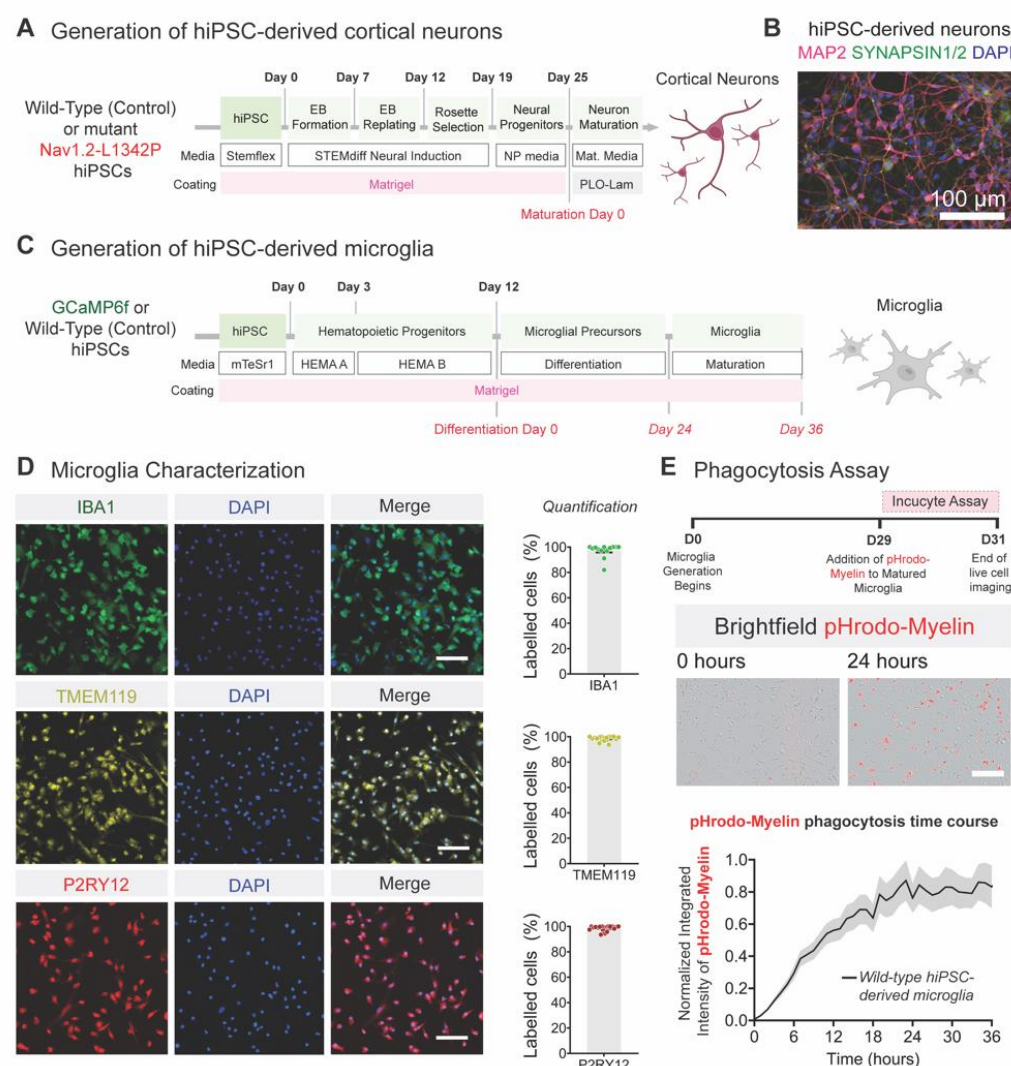 A Generation of hiPSC-derived cortical neurons
Day 0 Day 7 Day 12 Day 19 Day 25
Wild-Type (Control)
or mutant
Nav1.2-L1342P
hiPSCs
hiPSC
EB
Formation
EB
Replating
Rosette
Selection
Neural
Progenitors
Neuron
Maturation
Cortical Neurons
Media Stemflex STEMdiff Neural Induction NP media Mat. Media
Coating Matrigel PLO-Lam
Maturation Day 0
B hiPSC-derived neurons
MAP2 SYNAPSIN1/2 DAPI
100 μm
C Generation of hiPSC-derived microglia
Day 0 Day 3 Day 12
GCaMP6f or
Wild-Type (Control)
hiPSCs
hiPSC Hematopoietic Progenitors Microglial Precursors Microglia
Microglia
Media mTeSr1 HEMA A HEMA B Differentiation Maturation
Coating Matrigel
Differentiation Day 0 Day 24 Day 36
D Microglia Characterization
IBA1 DAPI Merge
Quantification
Labelled cells (%)
100
80
60
40
20
0
IBA1
TMEM119 DAPI Merge
Labelled cells (%)
100
80
60
40
20
0
TMEM119
P2RY12 DAPI Merge
Labelled cells (%)
100
80
60
40
20
0
P2RY12
E Phagocytosis Assay
Incucyte Assay
D0 D29 D31
Microglia
Generation
Begins
Addition of pHrodo-
Myelin to Matured
Microglia
End of
live cell
imaging
Brightfield pHrodo-Myelin
0 hours 24 hours
pHrodo-Myelin phagocytosis time course
Normalized Integrated
Intensity of pHrodo-Myelin
1.0
0.8
0.6
0.4
0.2
0.0
Wild-type hiPSC-
derived microglia
0 6 12 18 24 30 36
Time (hours)